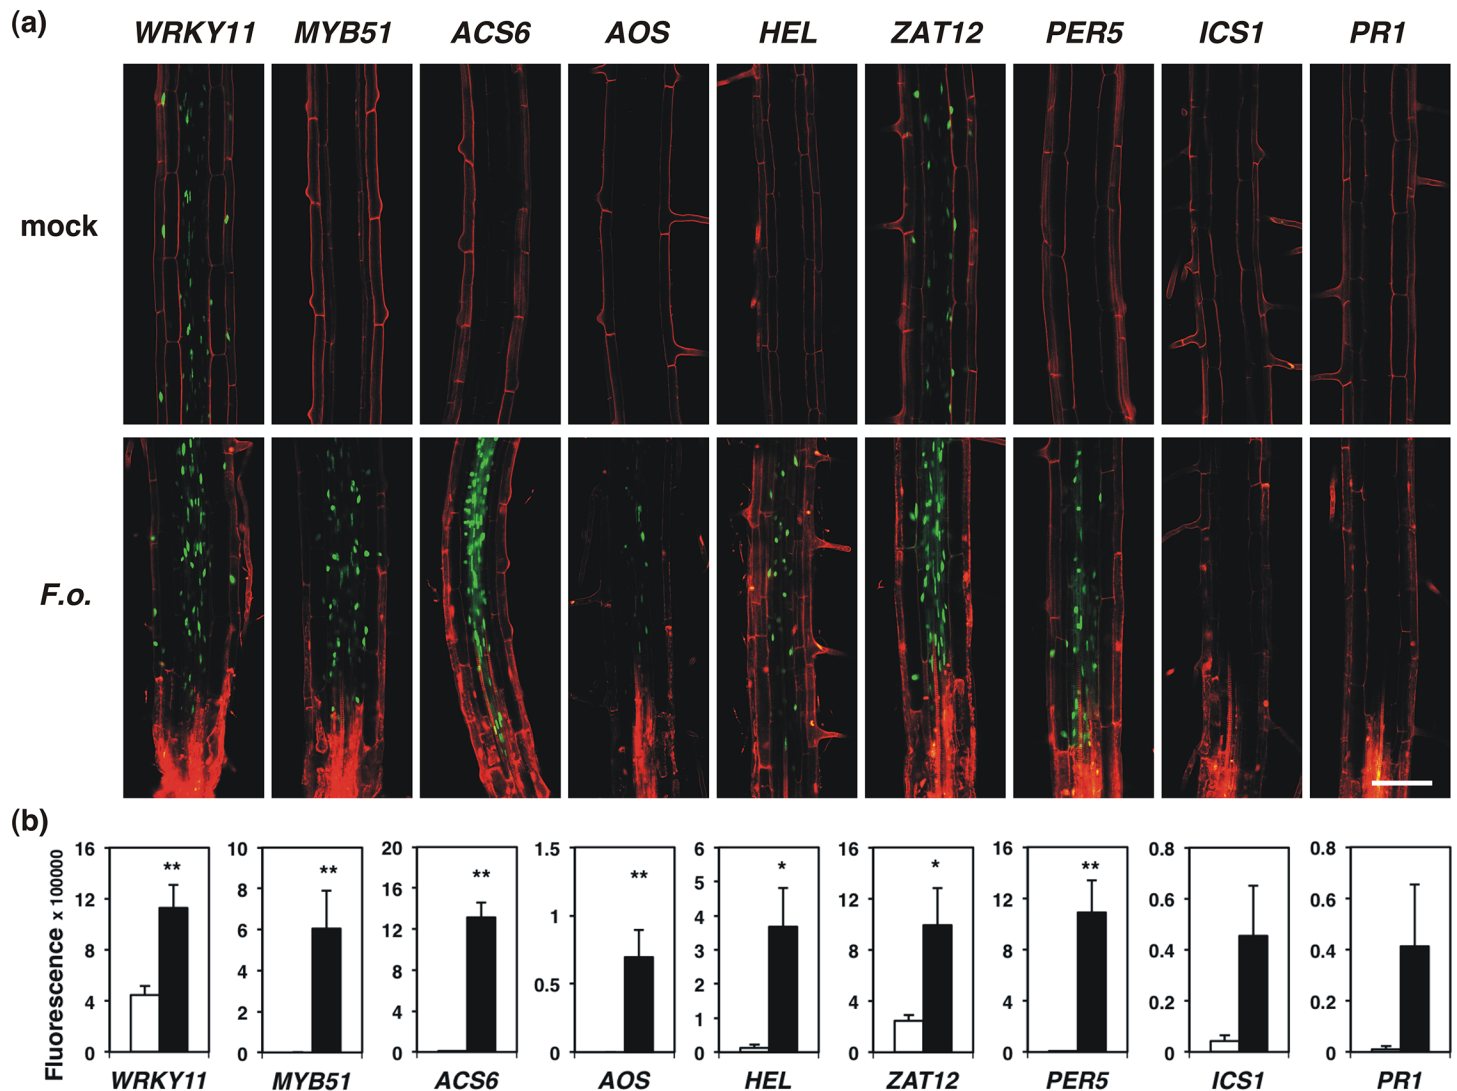 (a)
WRKY11 MYB51 ACS6 AOS HEL ZAT12 PER5 ICS1 PR1
mock
F.o.
(b)
Fluorescence x 100000
16 12 8 4 0
**
WRKY11
10 8 6 4 2 0
**
MYB51
20 16 12 8 4 0
**
ACS6
1.5 1 0.5 0
**
AOS
6 5 4 3 2 1 0
*
HEL
16 12 8 4 0
*
ZAT12
16 12 8 4 0
**
PER5
0.8 0.6 0.4 0.2 0
ICS1
0.8 0.6 0.4 0.2 0
PR1